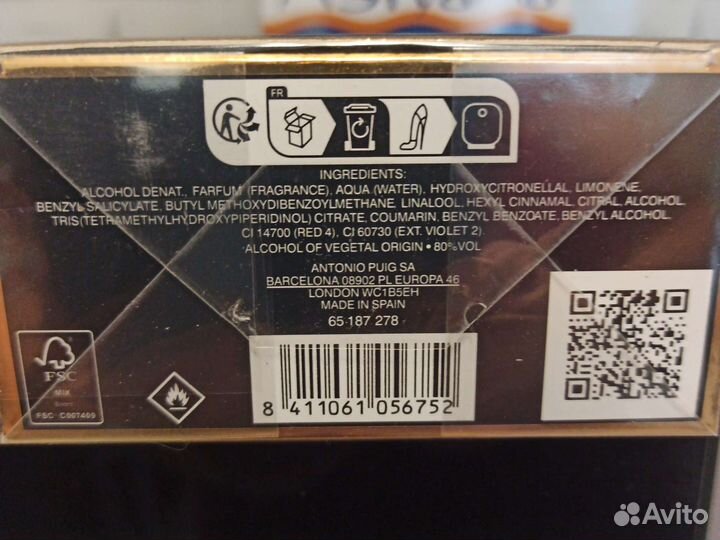 FR
INGREDIENTS:
ALCOHOL DENAT., PARFUM (FRAGRANCE), AQUA (WATER), HYDROXYCITRONELLAL, LIMONENE,
BENZYL SALICYLATE, BUTYL METHOXYDIBENZOYLMETHANE, LINALOOL, HEXYL CINNAMAL, CITRAL,
TRIS(TETRAMETHYLHYDROXYPIPERIDINOL) CITRATE, COUMARIN, BENZYL BENZOATE, BENZYL ALCOHOL,
CI 14700 (RED 4), CI 60730 (EXT. VIOLET 2).
ALCOHOL OF VEGETAL ORIGIN • 80%VOL
ANTONIO PUIG SA
BARCELONA 08902 PL EUROPA 46
LONDON WC1B5EH
MADE IN SPAIN
65 187 278
FSC
MIX
FSC C007409
8 411061 056752
Avito